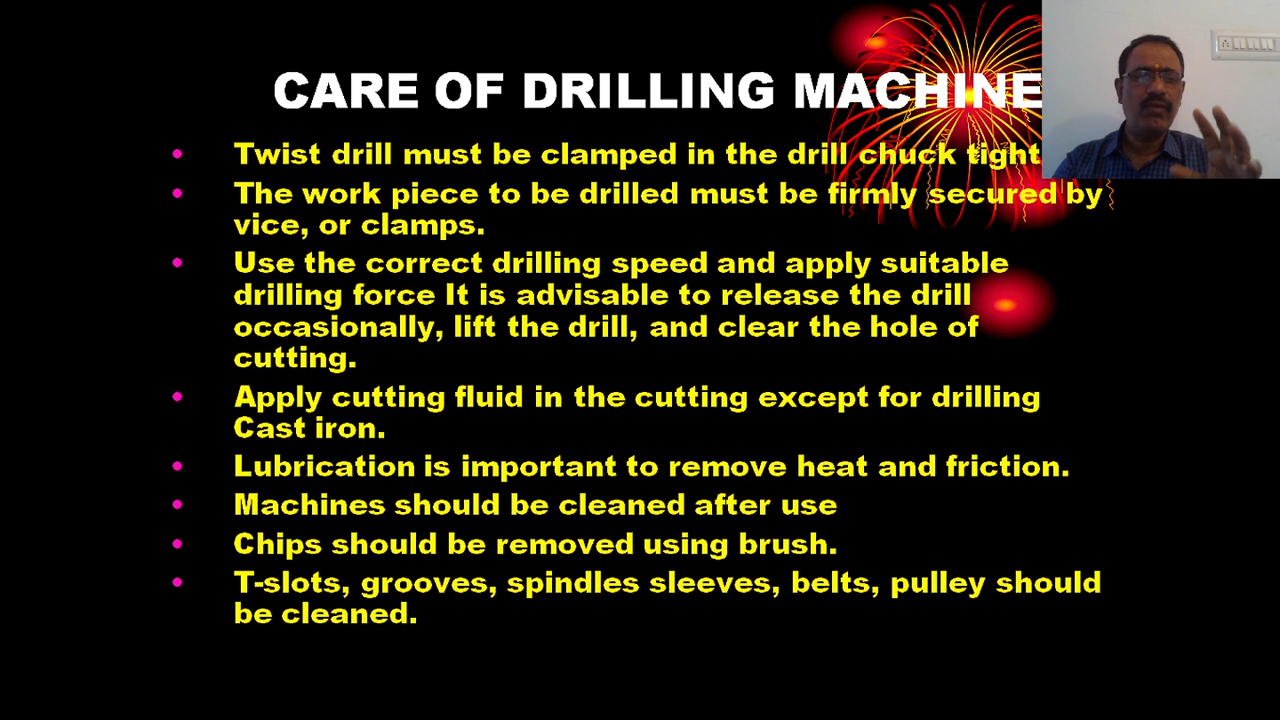 CARE OF DRILLING MACHINE
• Twist drill must be clamped in the drill chuck tight
• The work piece to be drilled must be firmly secured by
vice, or clamps.
• Use the correct drilling speed and apply suitable
drilling force It is advisable to release the drill
occasionally, lift the drill, and clear the hole of
cutting.
• Apply cutting fluid in the cutting except for drilling
Cast iron.
• Lubrication is important to remove heat and friction.
• Machines should be cleaned after use
• Chips should be removed using brush.
• T-slots, grooves, spindles sleeves, belts, pulley should
be cleaned.